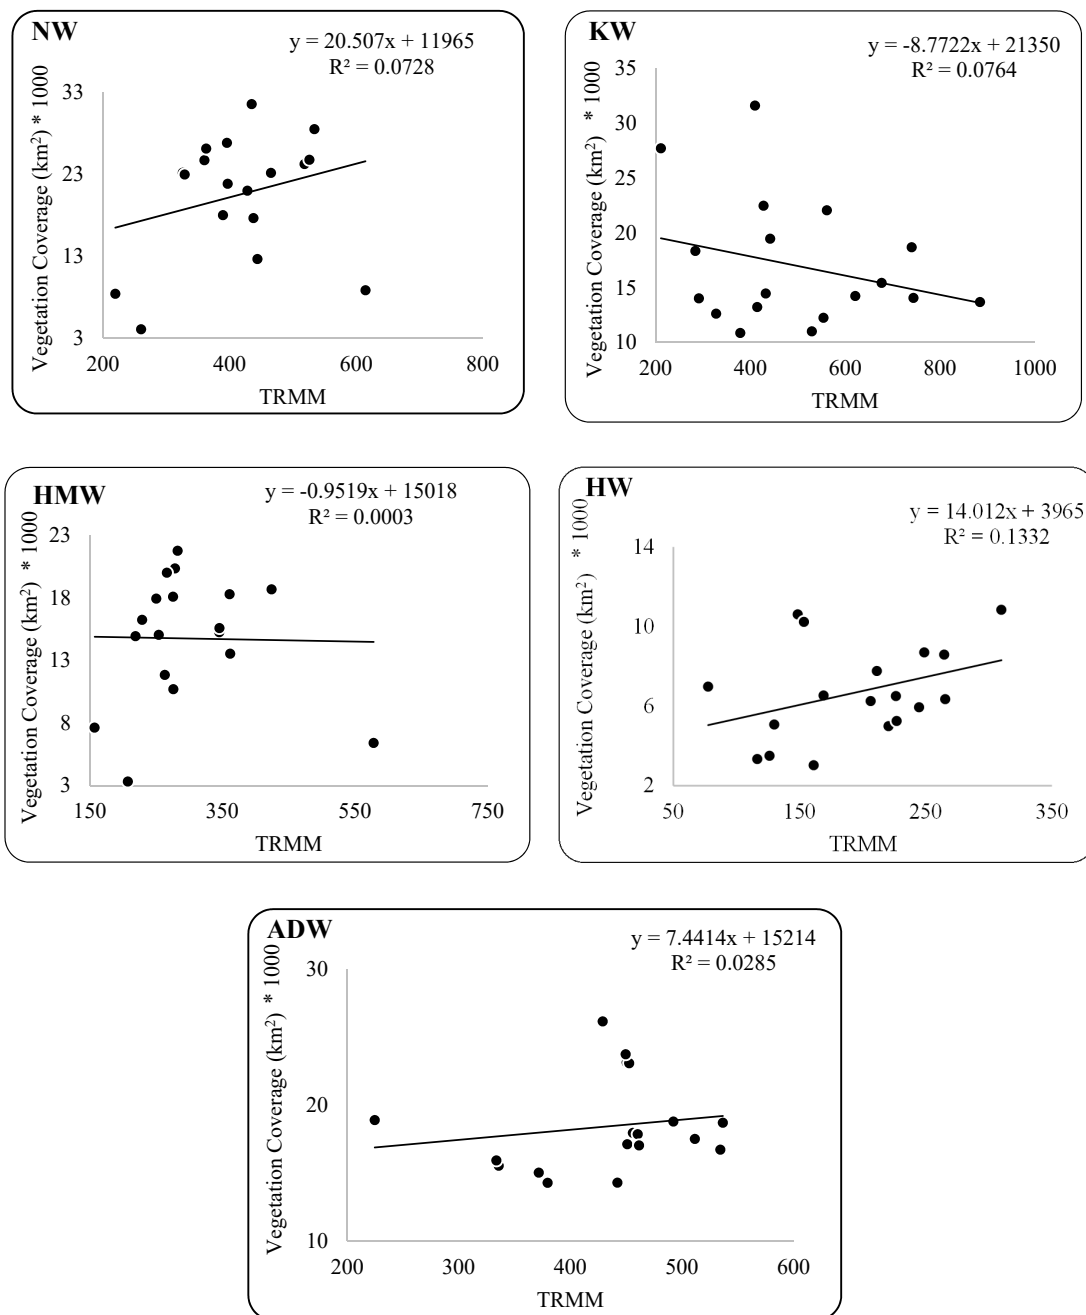 NW
y = 20.507x + 11965
R² = 0.0728
Vegetation Coverage (km²) * 1000
33
23
13
3
200 400 600 800
TRMM
KW
y = -8.7722x + 21350
R² = 0.0764
Vegetation Coverage (km²) * 1000
35
30
25
20
15
10
200 400 600 800 1000
TRMM
HMW
y = -0.9519x + 15018
R² = 0.0003
Vegetation Coverage (km²) * 1000
23
18
13
8
3
150 350 550 750
TRMM
HW
y = 14.012x + 3965
R² = 0.1332
Vegetation Coverage (km²) * 1000
14
10
6
2
50 150 250 350
TRMM
ADW
y = 7.4414x + 15214
R² = 0.0285
Vegetation Coverage (km²) * 1000
30
20
10
200 300 400 500 600
TRMM